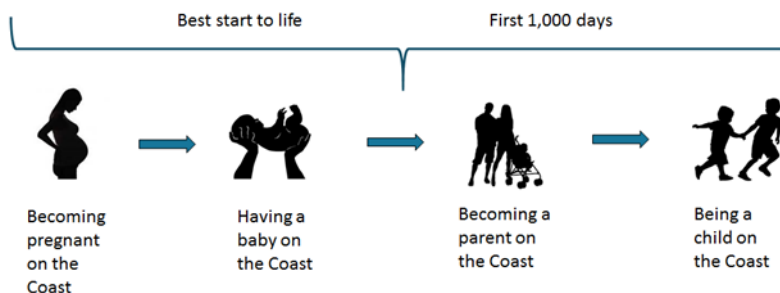 Best start to life
First 1,000 days
Becoming
pregnant
on the
Coast
Having a
baby on
the Coast
Becoming a
parent on
the Coast
Being a
child on
the Coast